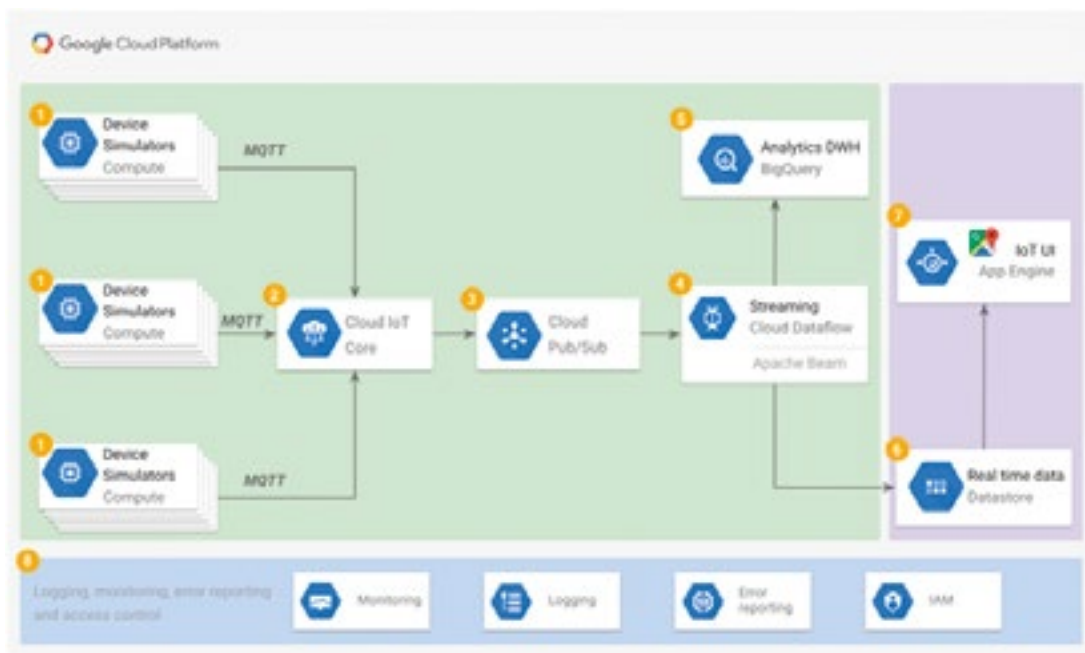 Google Cloud Platform
1
Device
Simulators
Compute
MQTT
1
Device
Simulators
Compute
MQTT
1
Device
Simulators
Compute
MQTT
2
Cloud IoT
Core
3
Cloud
Pub/Sub
4
Streaming
Cloud Dataflow
Apache Beam
5
Analytics DWH
BigQuery
7
IoT UI
App Engine
6
Real time data
Datastore
8
Logging, monitoring, error reporting
and access control
Monitoring
Logging
Error
reporting
IAM